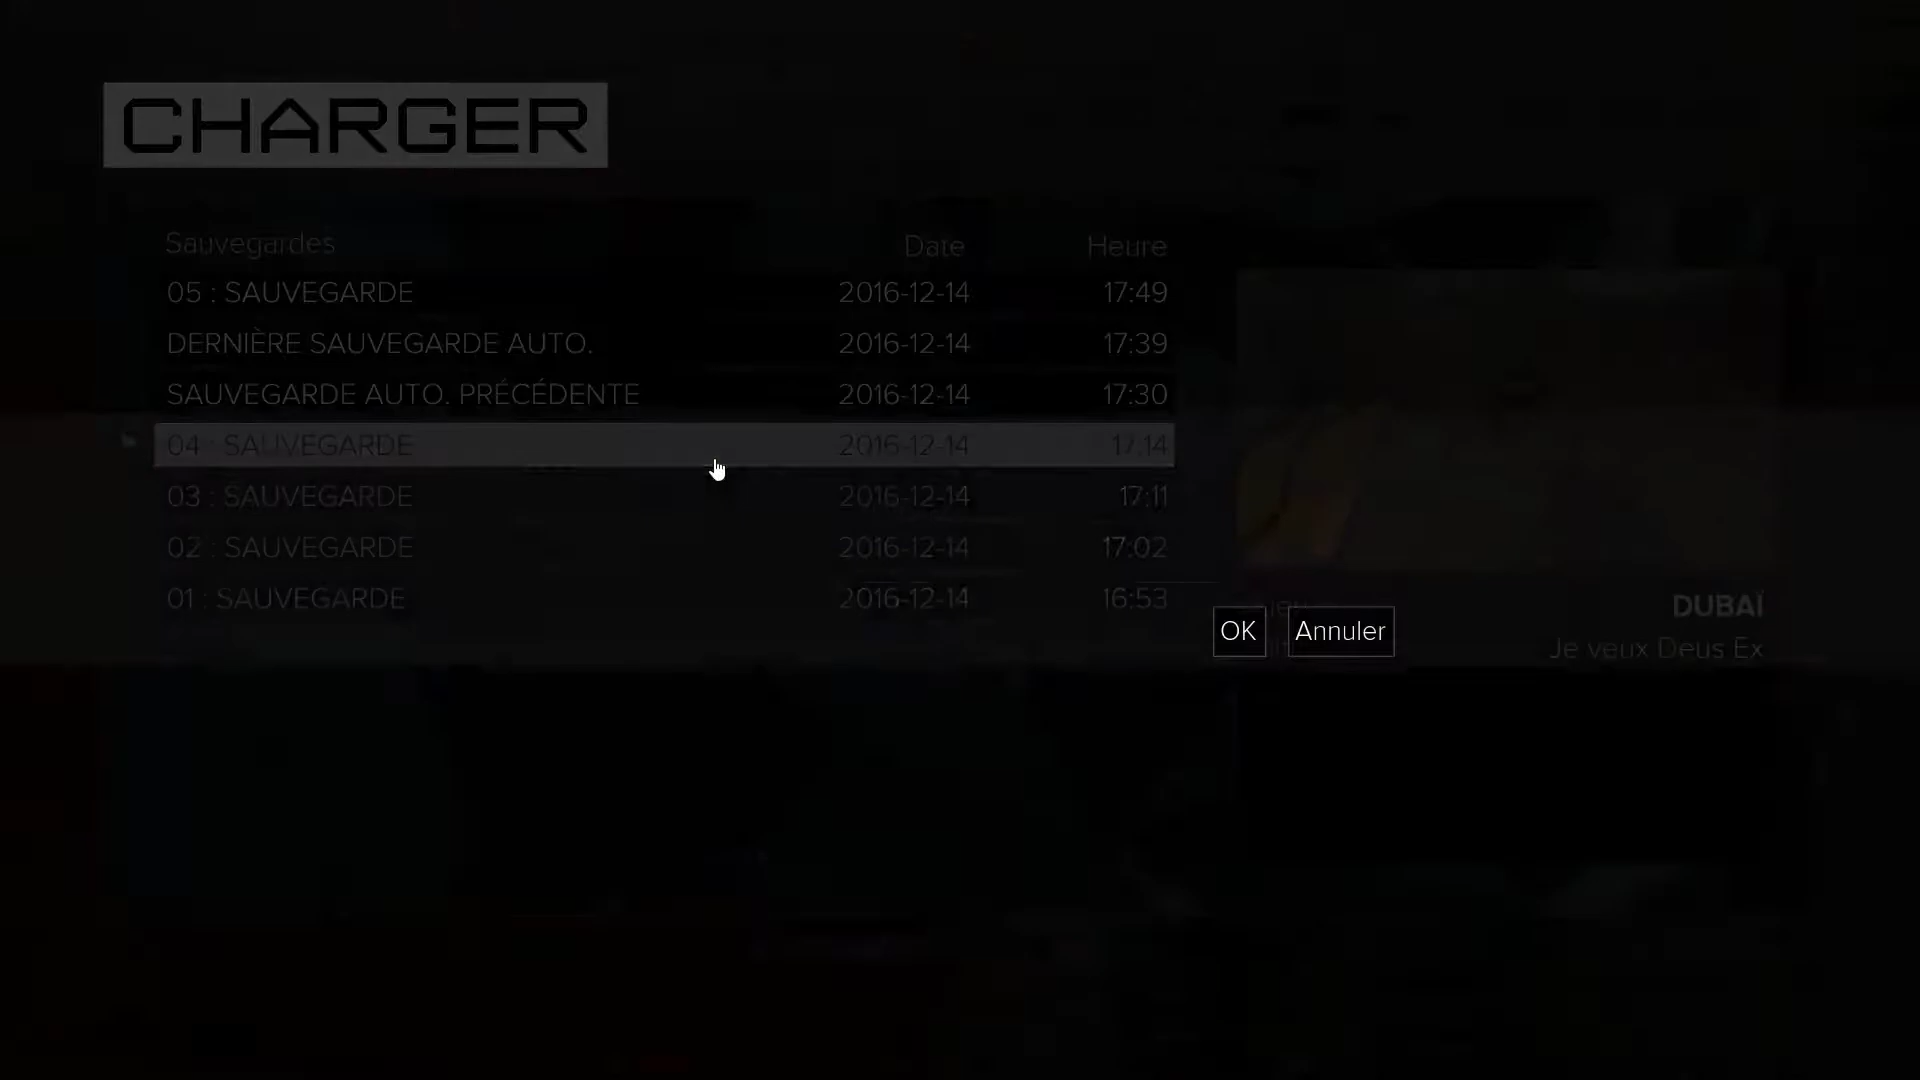 CHARGER
Sauvegardes Date Heure
05 : SAUVEGARDE 2016-12-14 17:49
DERNIÈRE SAUVEGARDE AUTO. 2016-12-14 17:39
SAUVEGARDE AUTO. PRÉCÉDENTE 2016-12-14 17:30
04 : SAUVEGARDE 2016-12-14 17:14
03 : SAUVEGARDE 2016-12-14 17:11
02 : SAUVEGARDE 2016-12-14 17:02
01 : SAUVEGARDE 2016-12-14 16:53
DUBAÏ
OK Annuler
Je veux Deus Ex